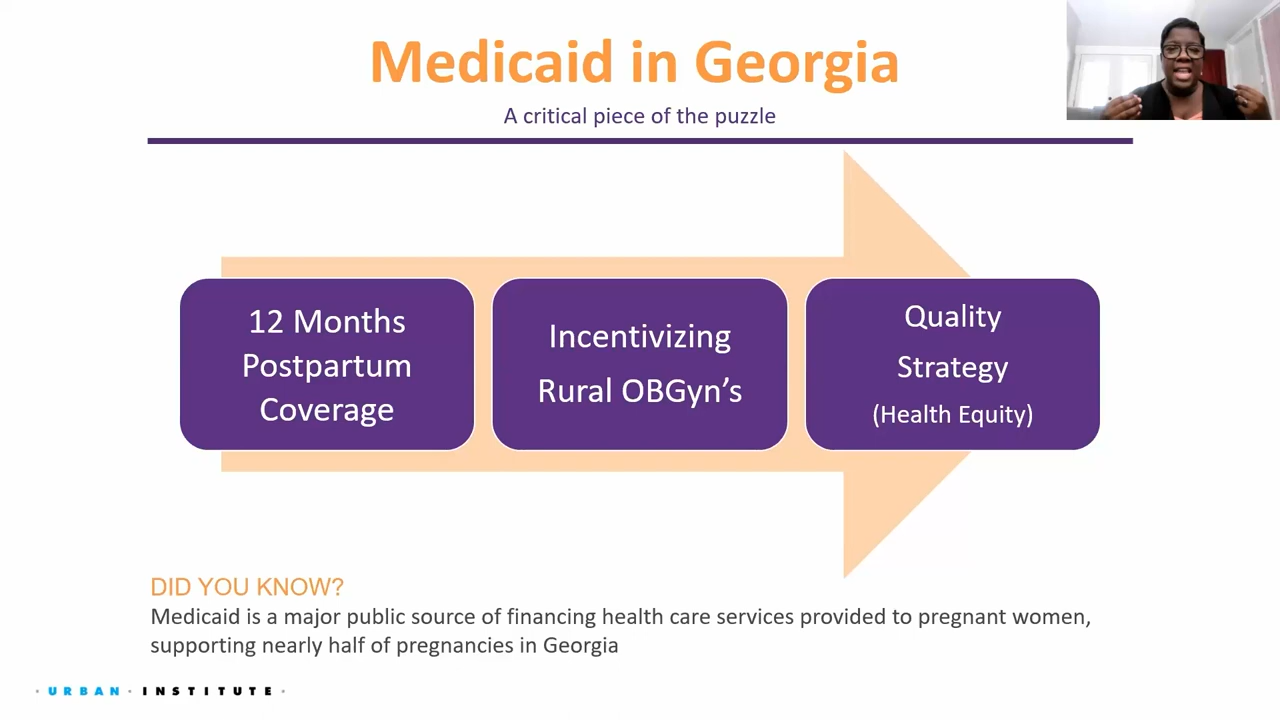 Medicaid in Georgia
A critical piece of the puzzle
12 Months
Postpartum
Coverage
Incentivizing
Rural OBGyn’s
Quality
Strategy
(Health Equity)
DID YOU KNOW?
Medicaid is a major public source of financing health care services provided to pregnant women,
supporting nearly half of pregnancies in Georgia
· URBAN · INSTITUTE ·